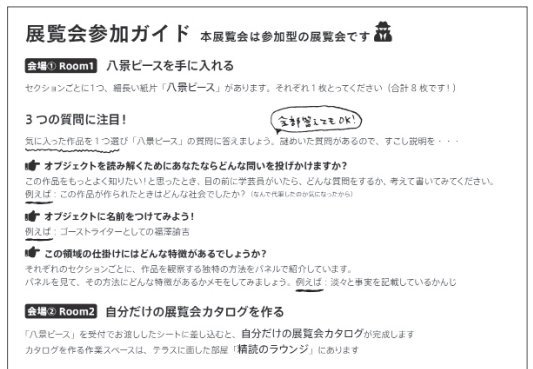 展覧会参加ガイド 本展覧会は参加型の展覧会です
会場① Room1 八景ピースを手に入れる
セクションごとに1つ、細長い紙片「八景ピース」があります。それぞれ1枚とってください（合計8枚です！）
3つの質問に注目！
全部答えてもOK!
気に入った作品を1つ選び「八景ピース」の質問に答えましょう。謎めいた質問があるので、すこし説明を・・・
オブジェクトを読み解くためにあなたならどんな問いを投げかけますか？
この作品をもっとよく知りたい！と思ったとき、目の前に学芸員がいたら、どんな質問をするか、考えて書いてみてください。
例えば：この作品が作られたときはどんな社会でしたか？（なんで代筆したのか気になったから）
オブジェクトに名前をつけてみよう！
例えば：ゴーストライターとしての福澤諭吉
この領域の仕掛けにはどんな特徴があるでしょうか？
それぞれのセクションごとに、作品を観察する独特の方法をパネルで紹介しています。
パネルを見て、その方法にどんな特徴があるかメモをしてみましょう。例えば：淡々と事実を記載しているかんじ
会場② Room2 自分だけの展覧会カタログを作る
「八景ピース」を受付でお渡ししたシートに差し込むと、自分だけの展覧会カタログが完成します
カタログを作る作業スペースは、テラスに面した部屋「精読のラウンジ」にあります